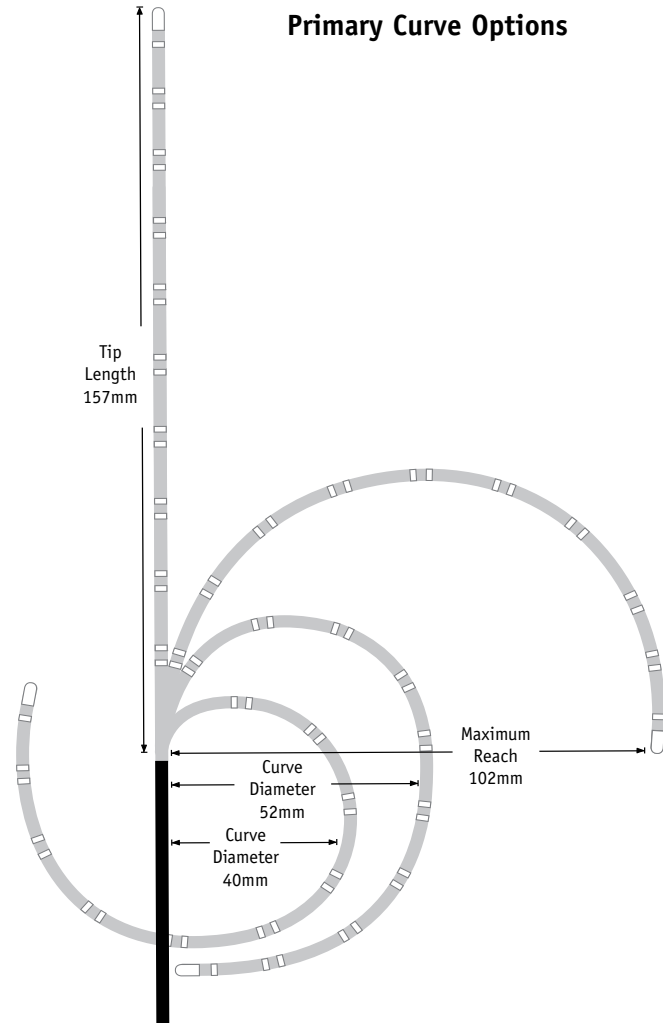 Primary Curve Options
Tip
Length
157mm
Maximum
Reach
102mm
Curve
Diameter
52mm
Curve
Diameter
40mm